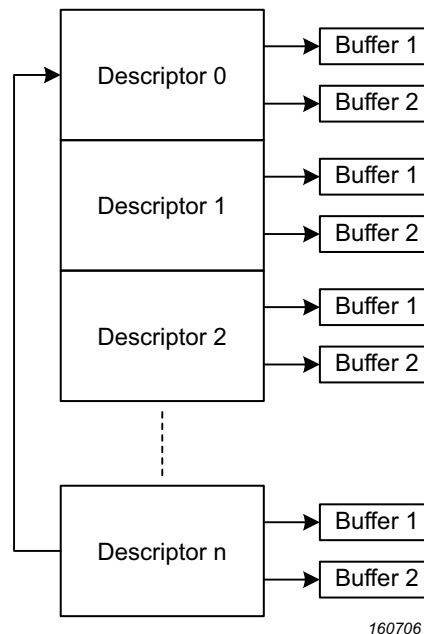 Descriptor 0
Buffer 1
Buffer 2
Descriptor 1
Buffer 1
Buffer 2
Descriptor 2
Buffer 1
Buffer 2
Descriptor n
Buffer 1
Buffer 2
160706